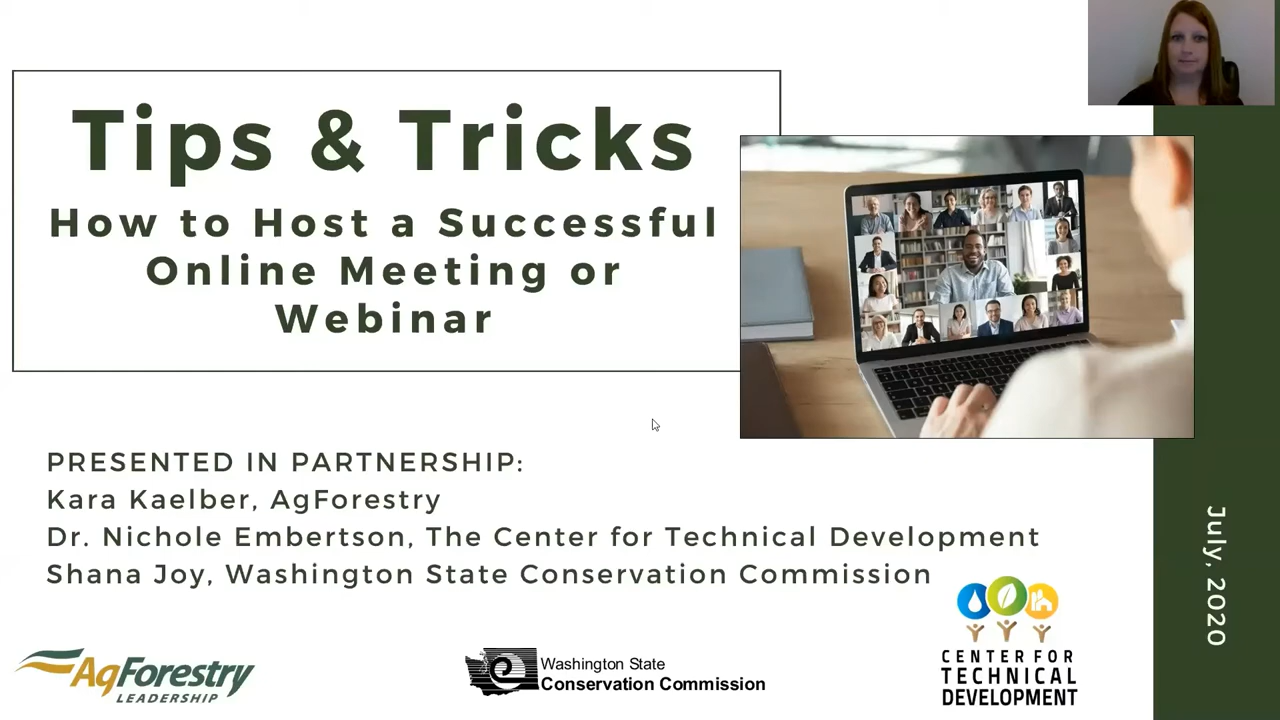 Tips & Tricks
How to Host a Successful
Online Meeting or
Webinar
PRESENTED IN PARTNERSHIP:
Kara Kaelber, AgForestry
Dr. Nichole Embertson, The Center for Technical Development
Shana Joy, Washington State Conservation Commission
July, 2020
AgForestry
LEADERSHIP
Washington State
Conservation Commission
CENTER FOR
TECHNICAL
DEVELOPMENT